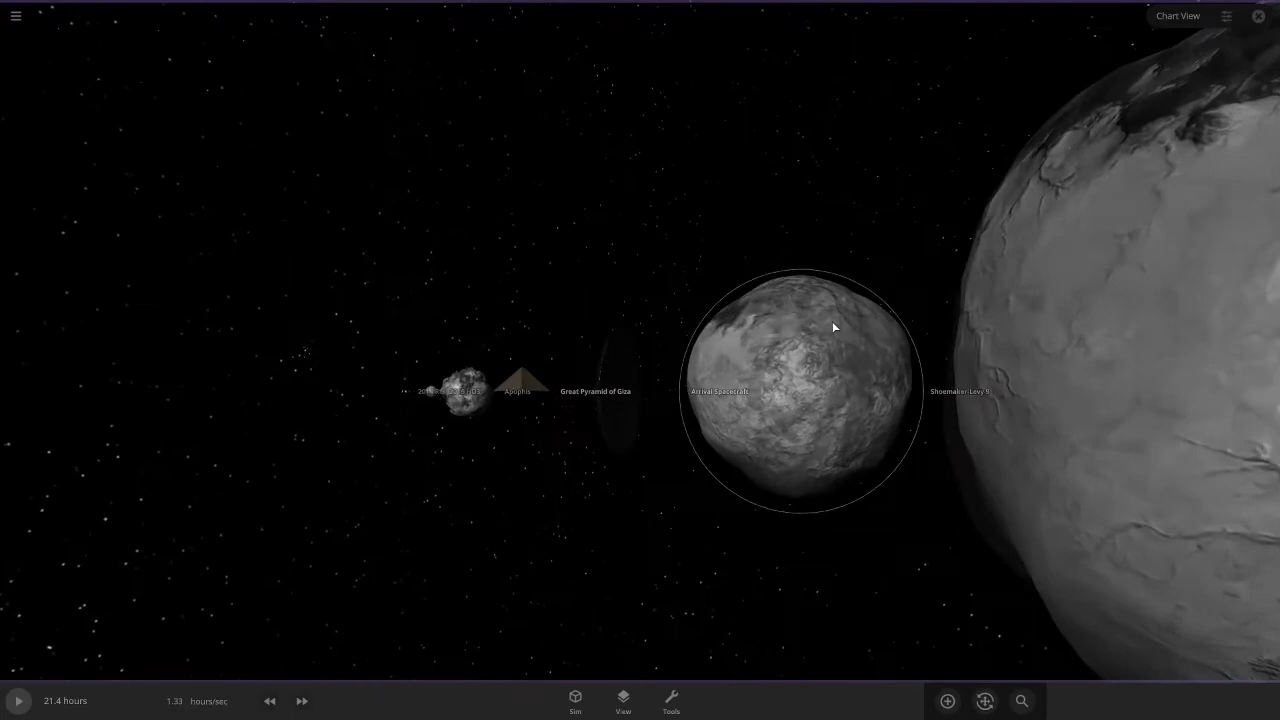 Chart View
Apophis
Great Pyramid of Giza
Arrival Spacecraft
Shoemaker-Levy 9
21.4 hours
1.33 hours/sec
Sim
View
Tools